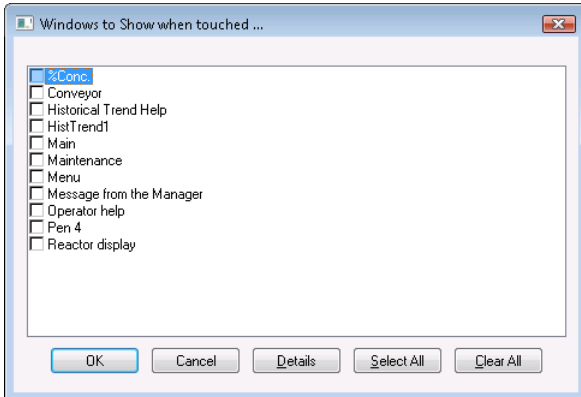 Windows to Show when touched ...
%Conc.
Conveyor
Historical Trend Help
HistTrend1
Main
Maintenance
Menu
Message from the Manager
Operator help
Pen 4
Reactor display
OK Cancel Details Select All Clear All